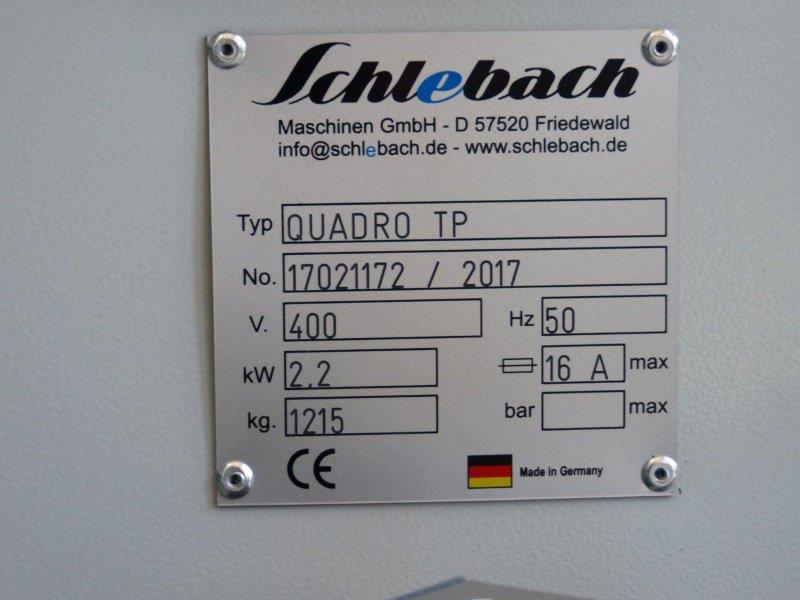 Schlebach
Maschinen GmbH - D 57520 Friedewald
info@schlebach.de - www.schlebach.de
Typ QUADRO TP
No. 17021172 / 2017
V. 400 Hz 50
kW 2,2 16 A max
kg. 1215 bar max
CE Made in Germany